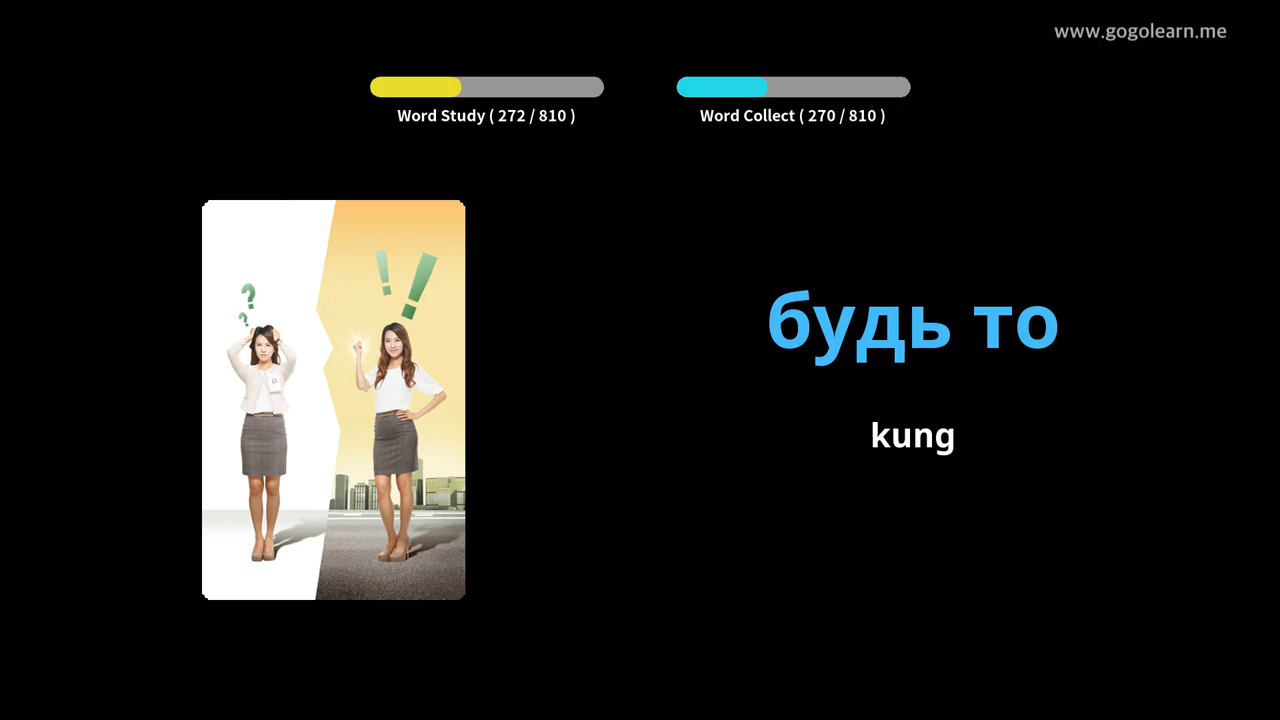 www.gogolearn.me
Word Study ( 272 / 810 )
Word Collect ( 270 / 810 )
? ?
! !
будь то
kung